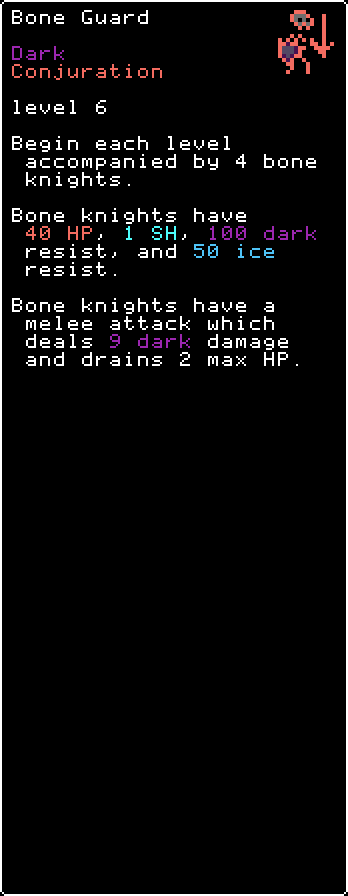 Bone Guard
Dark
Conjuration
level 6
Begin each level
accompanied by 4 bone
knights.
Bone knights have
40 HP, 1 SH, 100 dark
resist, and 50 ice
resist.
Bone knights have a
melee attack which
deals 9 dark damage
and drains 2 max HP.